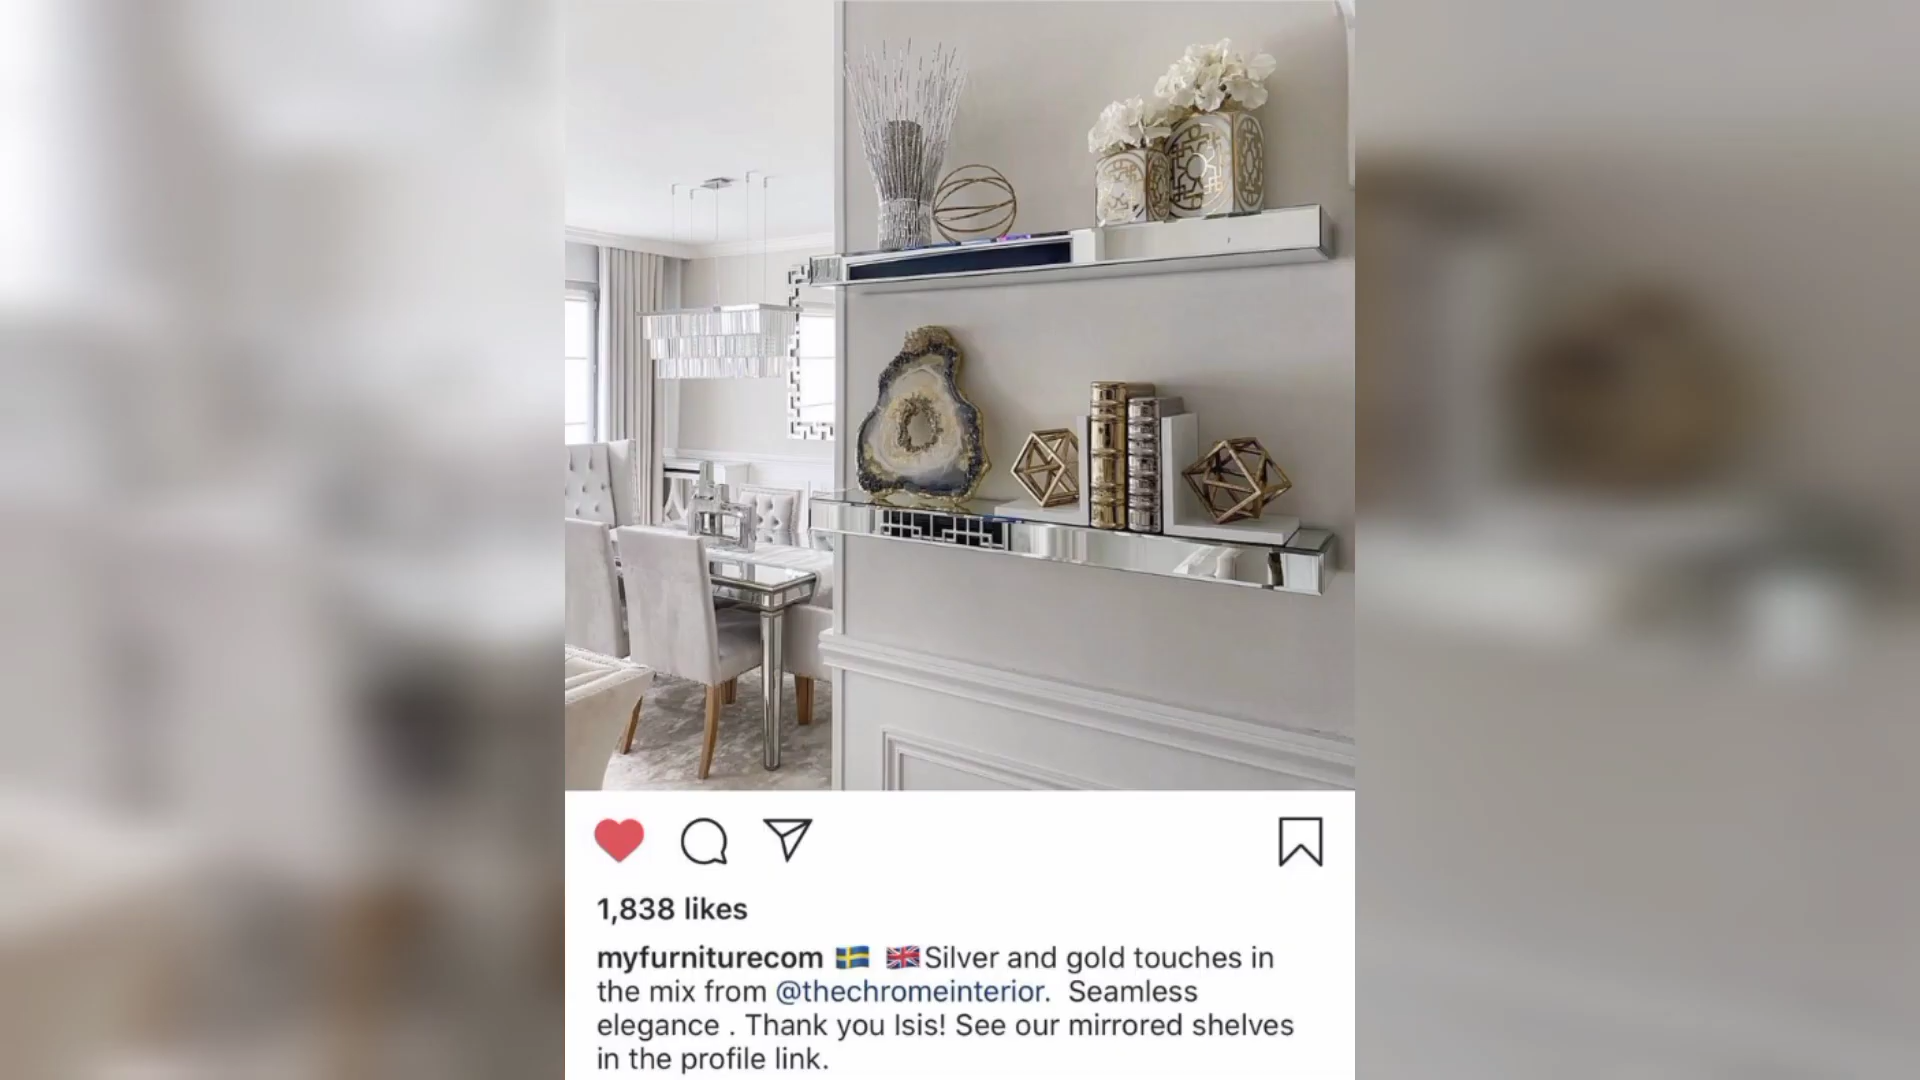 1,838 likes
myfurniturecom 🇸🇪 🇬🇧Silver and gold touches in
the mix from @thechromeinterior. Seamless
elegance . Thank you Isis! See our mirrored shelves
in the profile link.